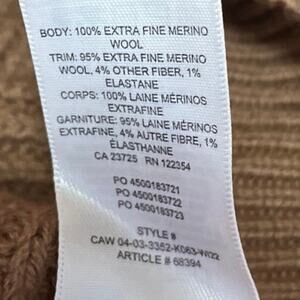 BODY: 100% EXTRA FINE MERINO
WOOL
TRIM: 95% EXTRA FINE MERINO
WOOL, 4% OTHER FIBER, 1%
ELASTANE
CORPS: 100% LAINE MÉRINOS
EXTRAFINE
GARNITURE: 95% LAINE MÉRINOS
EXTRAFINE, 4% AUTRE FIBRE, 1%
ÉLASTHANNE
CA 23725 RN 122354
PO 4500183721
PO 4500183722
PO 4500183723
STYLE #
CAW 04-03-3352-K063-W22
ARTICLE # 68394